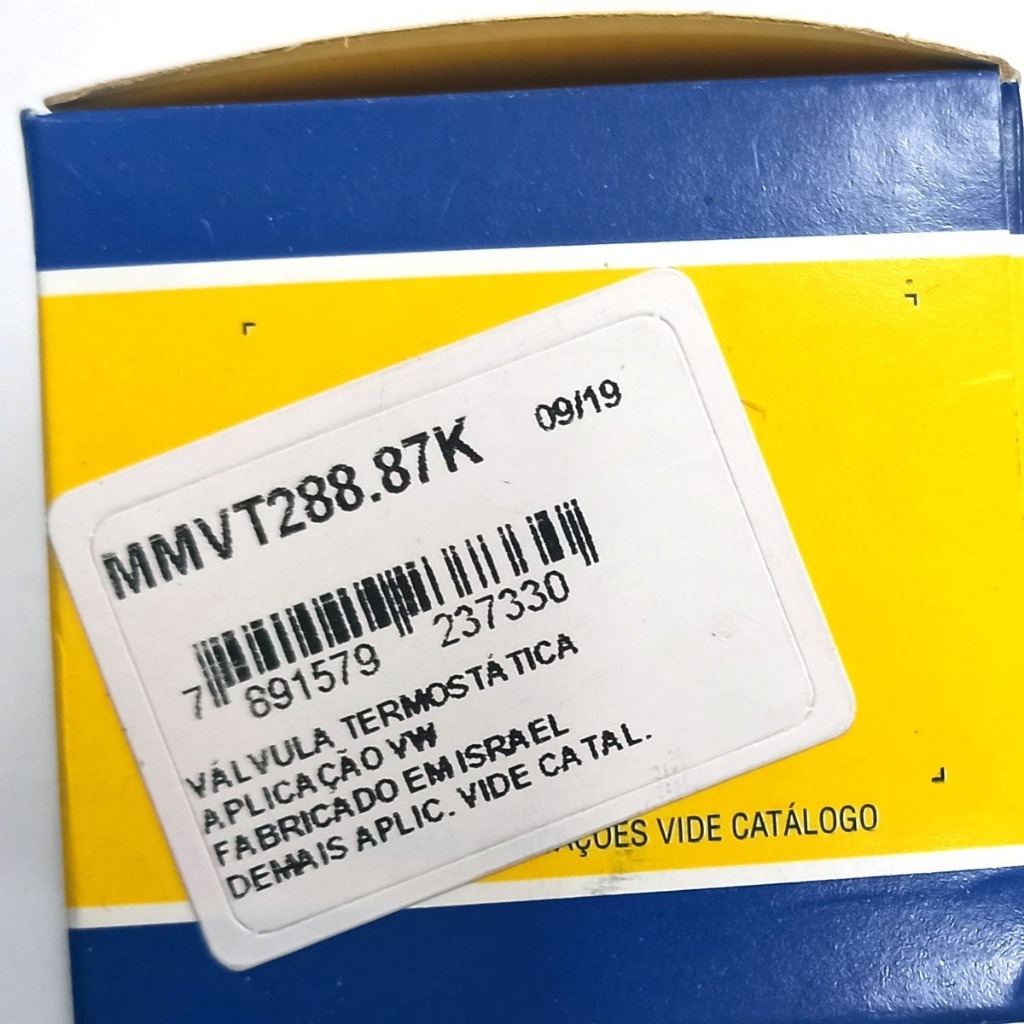 MMVT288.87K 09/19
7 891579 237330
VÁLVULA TERMOSTÁTICA
APLICAÇÃO VW
FABRICADO EM ISRAEL
DEMAIS APLIC. VIDE CATAL.
VIDE CATÁLOGO